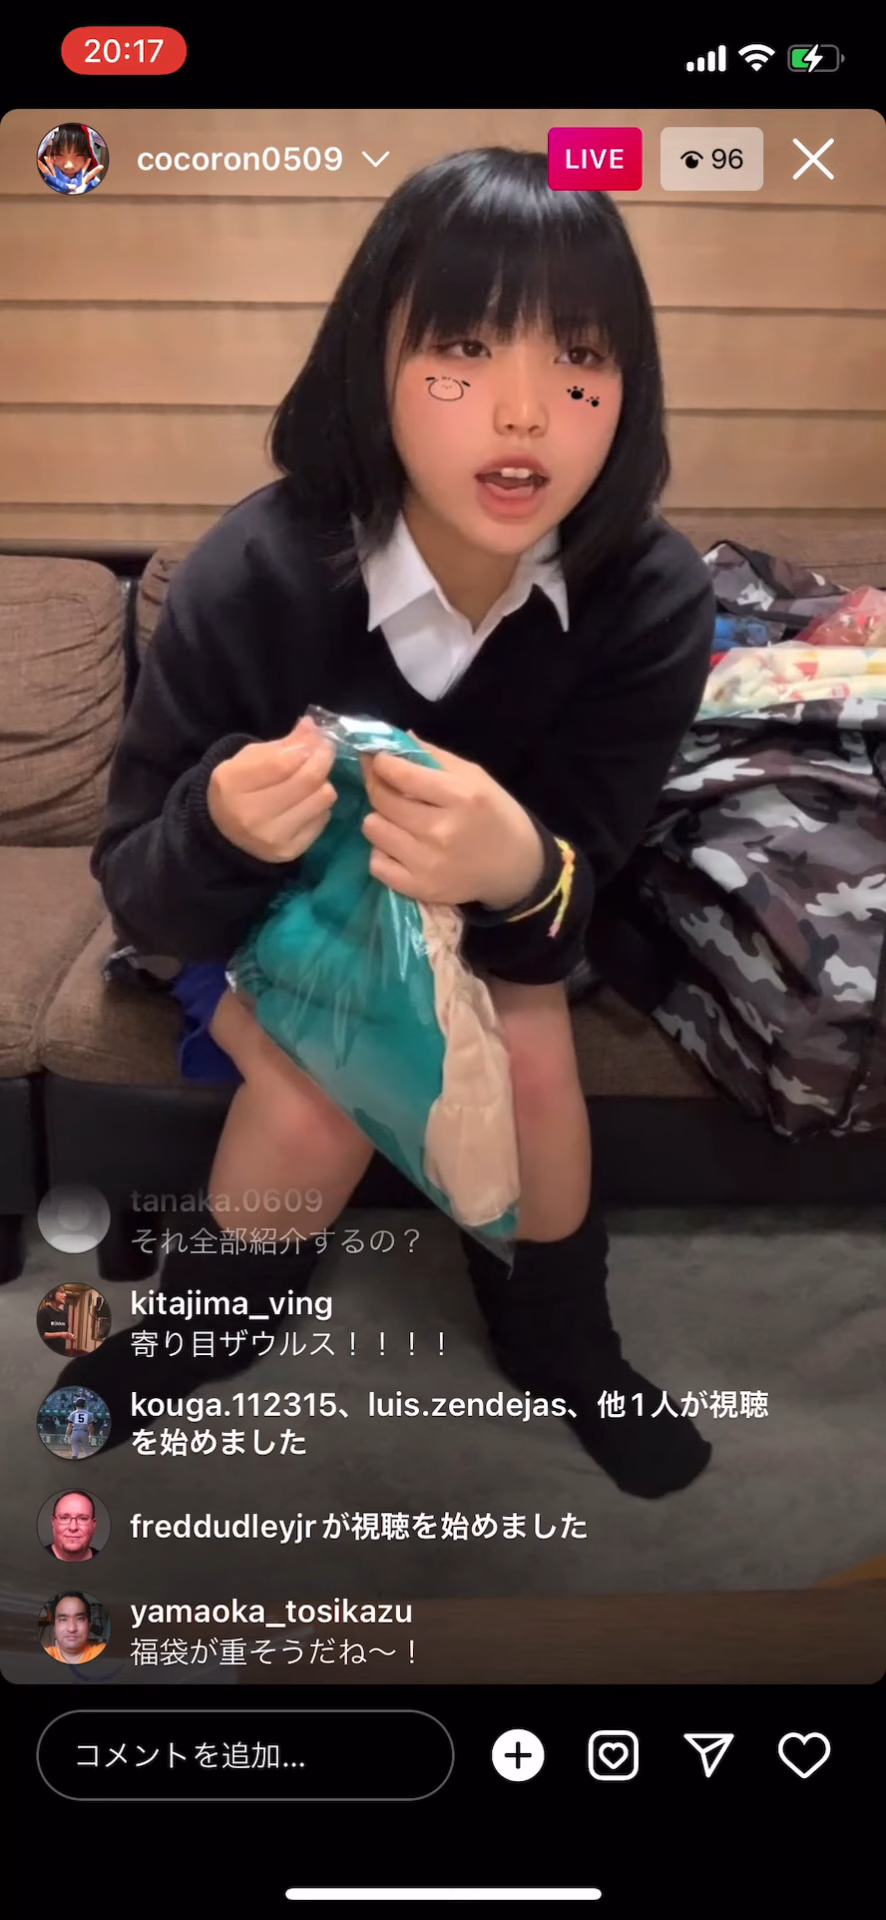 20:17
cocoron0509
LIVE
96
tanaka.0609
それ全部紹介するの？
kitajima_ving
寄り目ザウルス！！！！
kouga.112315、luis.zendejas、他1人が視聴
を始めました
5
freddudleyjrが視聴を始めました
yamaoka_tosikazu
福袋が重そうだね〜！
コメントを追加...